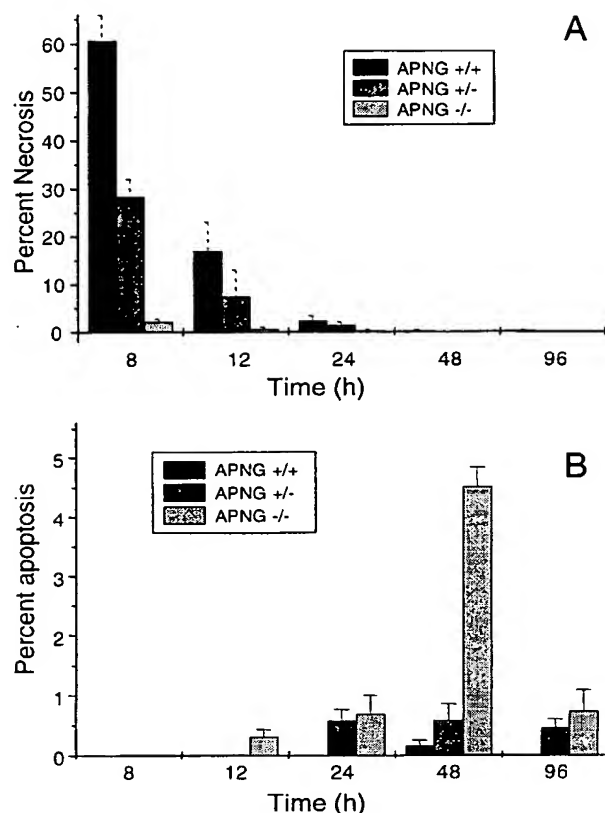 A
Percent Necrosis
60
50
40
30
20
10
0
APNG +/+
APNG +/-
APNG -/-
8 12 24 48 96
Time (h)
B
Percent apoptosis
5
4
3
2
1
0
APNG +/+
APNG +/-
APNG -/-
8 12 24 48 96
Time (h)